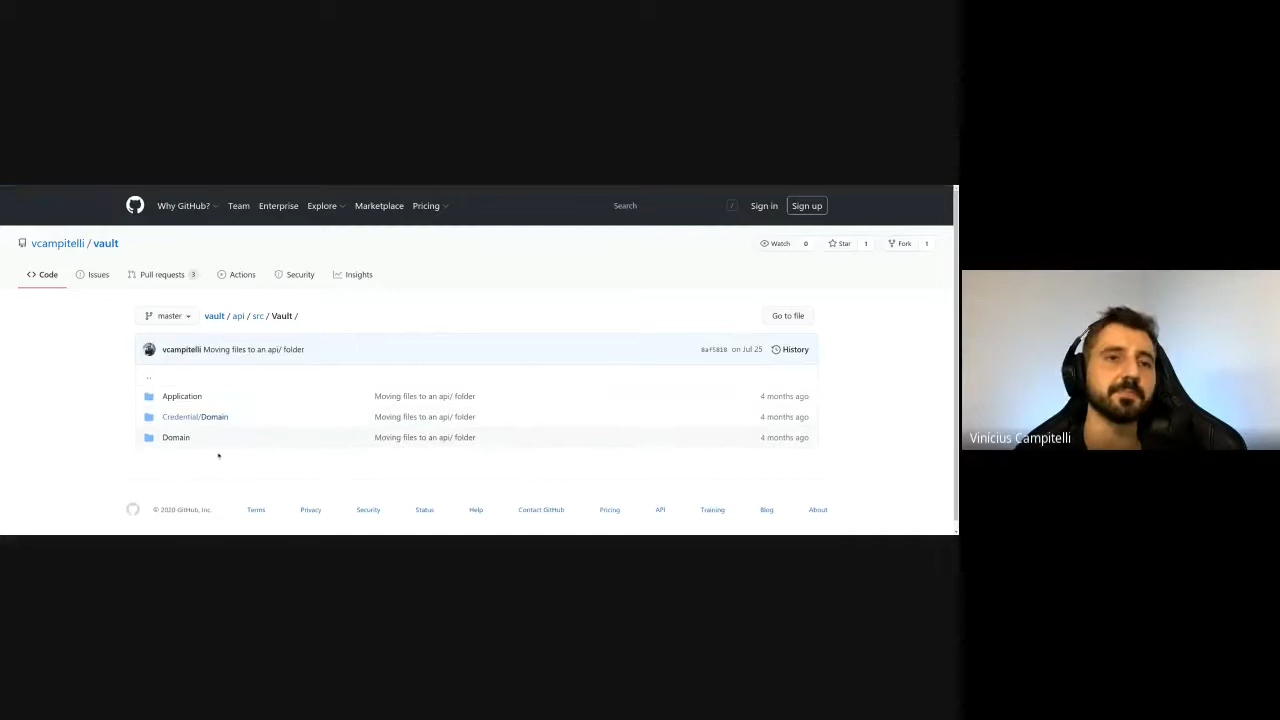 Why GitHub? Team Enterprise Explore Marketplace Pricing Search / Sign in Sign up
vcampitelli / vault Watch 0 Star 1 Fork 1
Code Issues Pull requests 3 Actions Security Insights
master vault / api / src / Vault / Go to file
vcampitelli Moving files to an api/ folder 8af5818 on Jul 25 History
..
Application Moving files to an api/ folder 4 months ago
Credential/Domain Moving files to an api/ folder 4 months ago
Domain Moving files to an api/ folder 4 months ago
© 2020 GitHub, Inc. Terms Privacy Security Status Help Contact GitHub Pricing API Training Blog About
Vinícius Campitelli